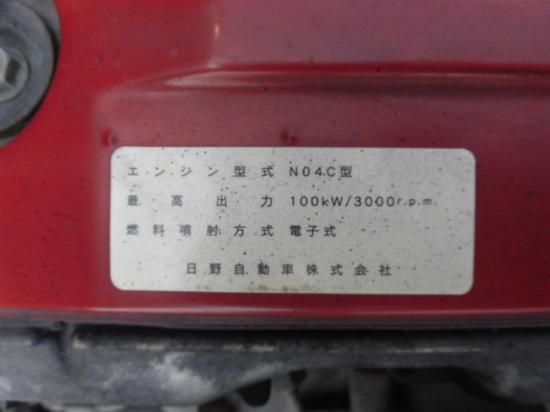 エンジン型式 N04C型
最高出力 100kW/3000r.p.m.
燃料噴射方式 電子式
日野自動車株式会社